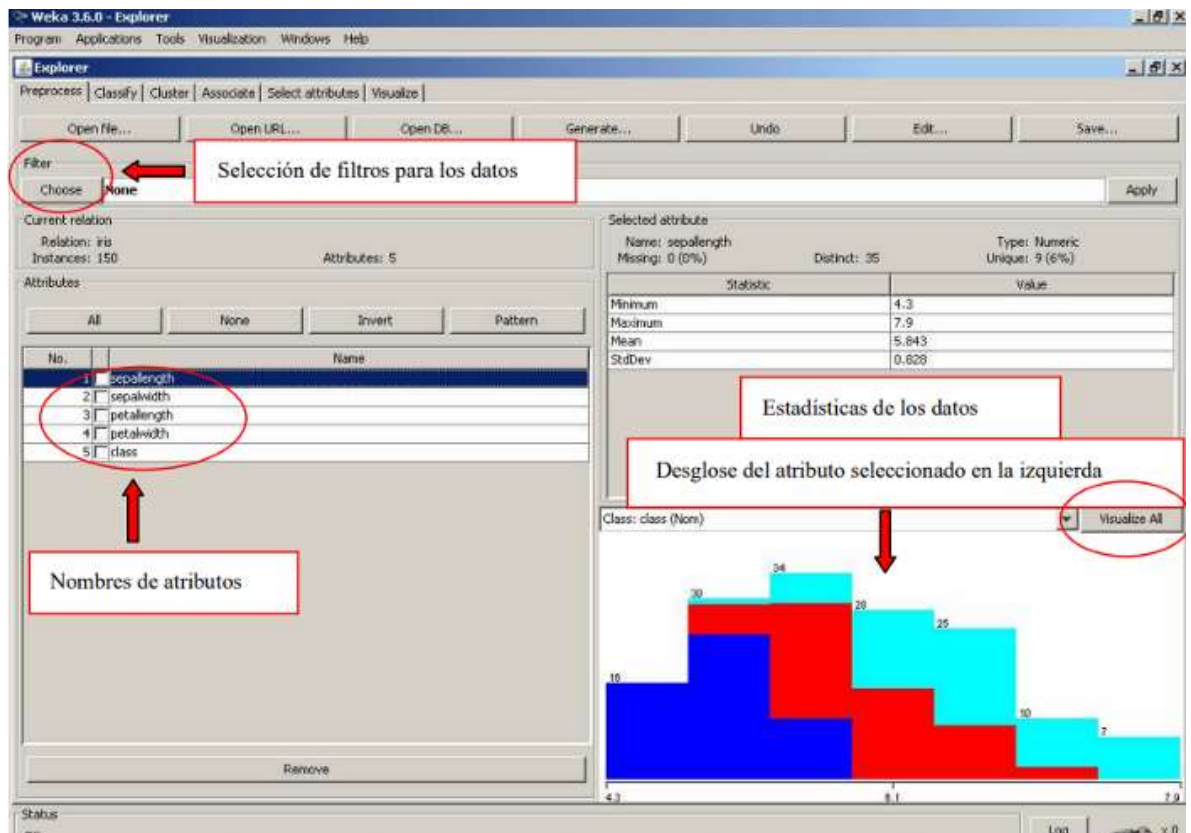 Weka 3.6.0 - Explorer
Program Applications Tools Visualization Windows Help
Explorer
Preprocess Classify Cluster Associate Select attributes Visualize
Open file... Open URL... Open DB... Generate... Undo Edit... Save...
Filter
Selección de filtros para los datos
Choose None Apply
Current relation
Relation: iris
Instances: 150 Attributes: 5
Selected attribute
Name: sepallength Type: Numeric
Missing: 0 (0%) Distinct: 35 Unique: 9 (6%)
Attributes
All None Invert Pattern
No. Name
1 sepallength
2 sepalwidth
3 petallength
4 petalwidth
5 class
Statistic Value
Minimum 4.3
Maximum 7.9
Mean 5.843
StdDev 0.828
Estadísticas de los datos
Desglose del atributo seleccionado en la izquierda
Class: class (Nom) Visualize All
Nombres de atributos
16
30
34
28
25
10
7
4.3 6.1 7.9
Remove
Status
Log x 0